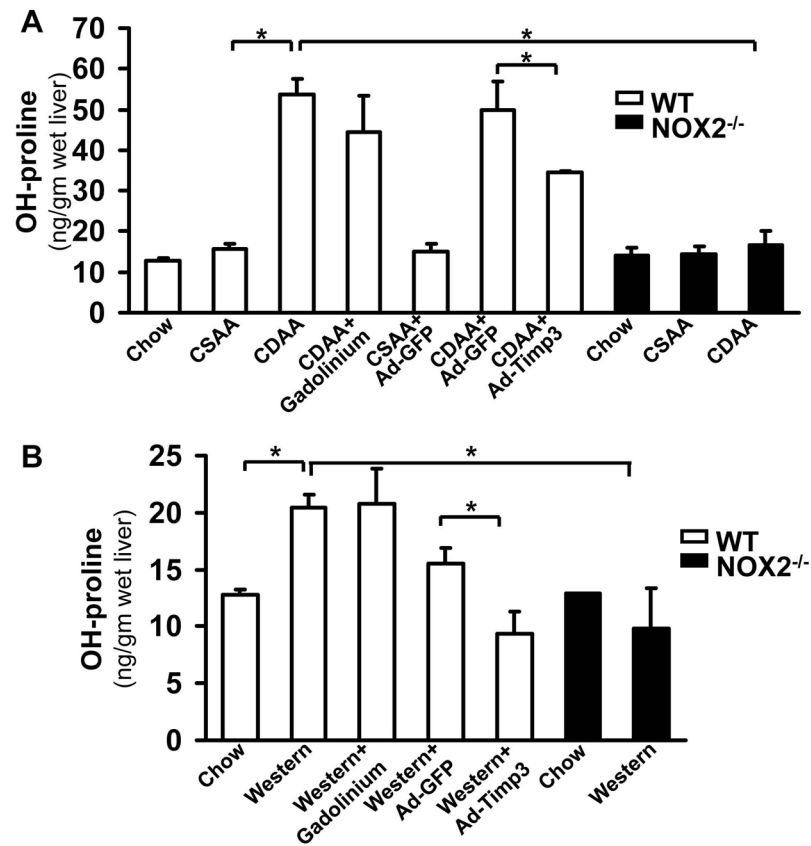 A
OH-proline
(ng/gm wet liver)
70
60
50
40
30
20
10
0
*
*
*
WT
NOX2-/-
Chow
CSAA
CDAA
CDAA+
Gadolinium
CSAA+
Ad-GFP
CDAA+
Ad-GFP
CDAA+
Ad-Timp3
Chow
CSAA
CDAA
B
OH-proline
(ng/gm wet liver)
25
20
15
10
5
0
*
*
*
WT
NOX2-/-
Chow
Western
Western+
Gadolinium
Western+
Ad-GFP
Western+
Ad-Timp3
Chow
Western